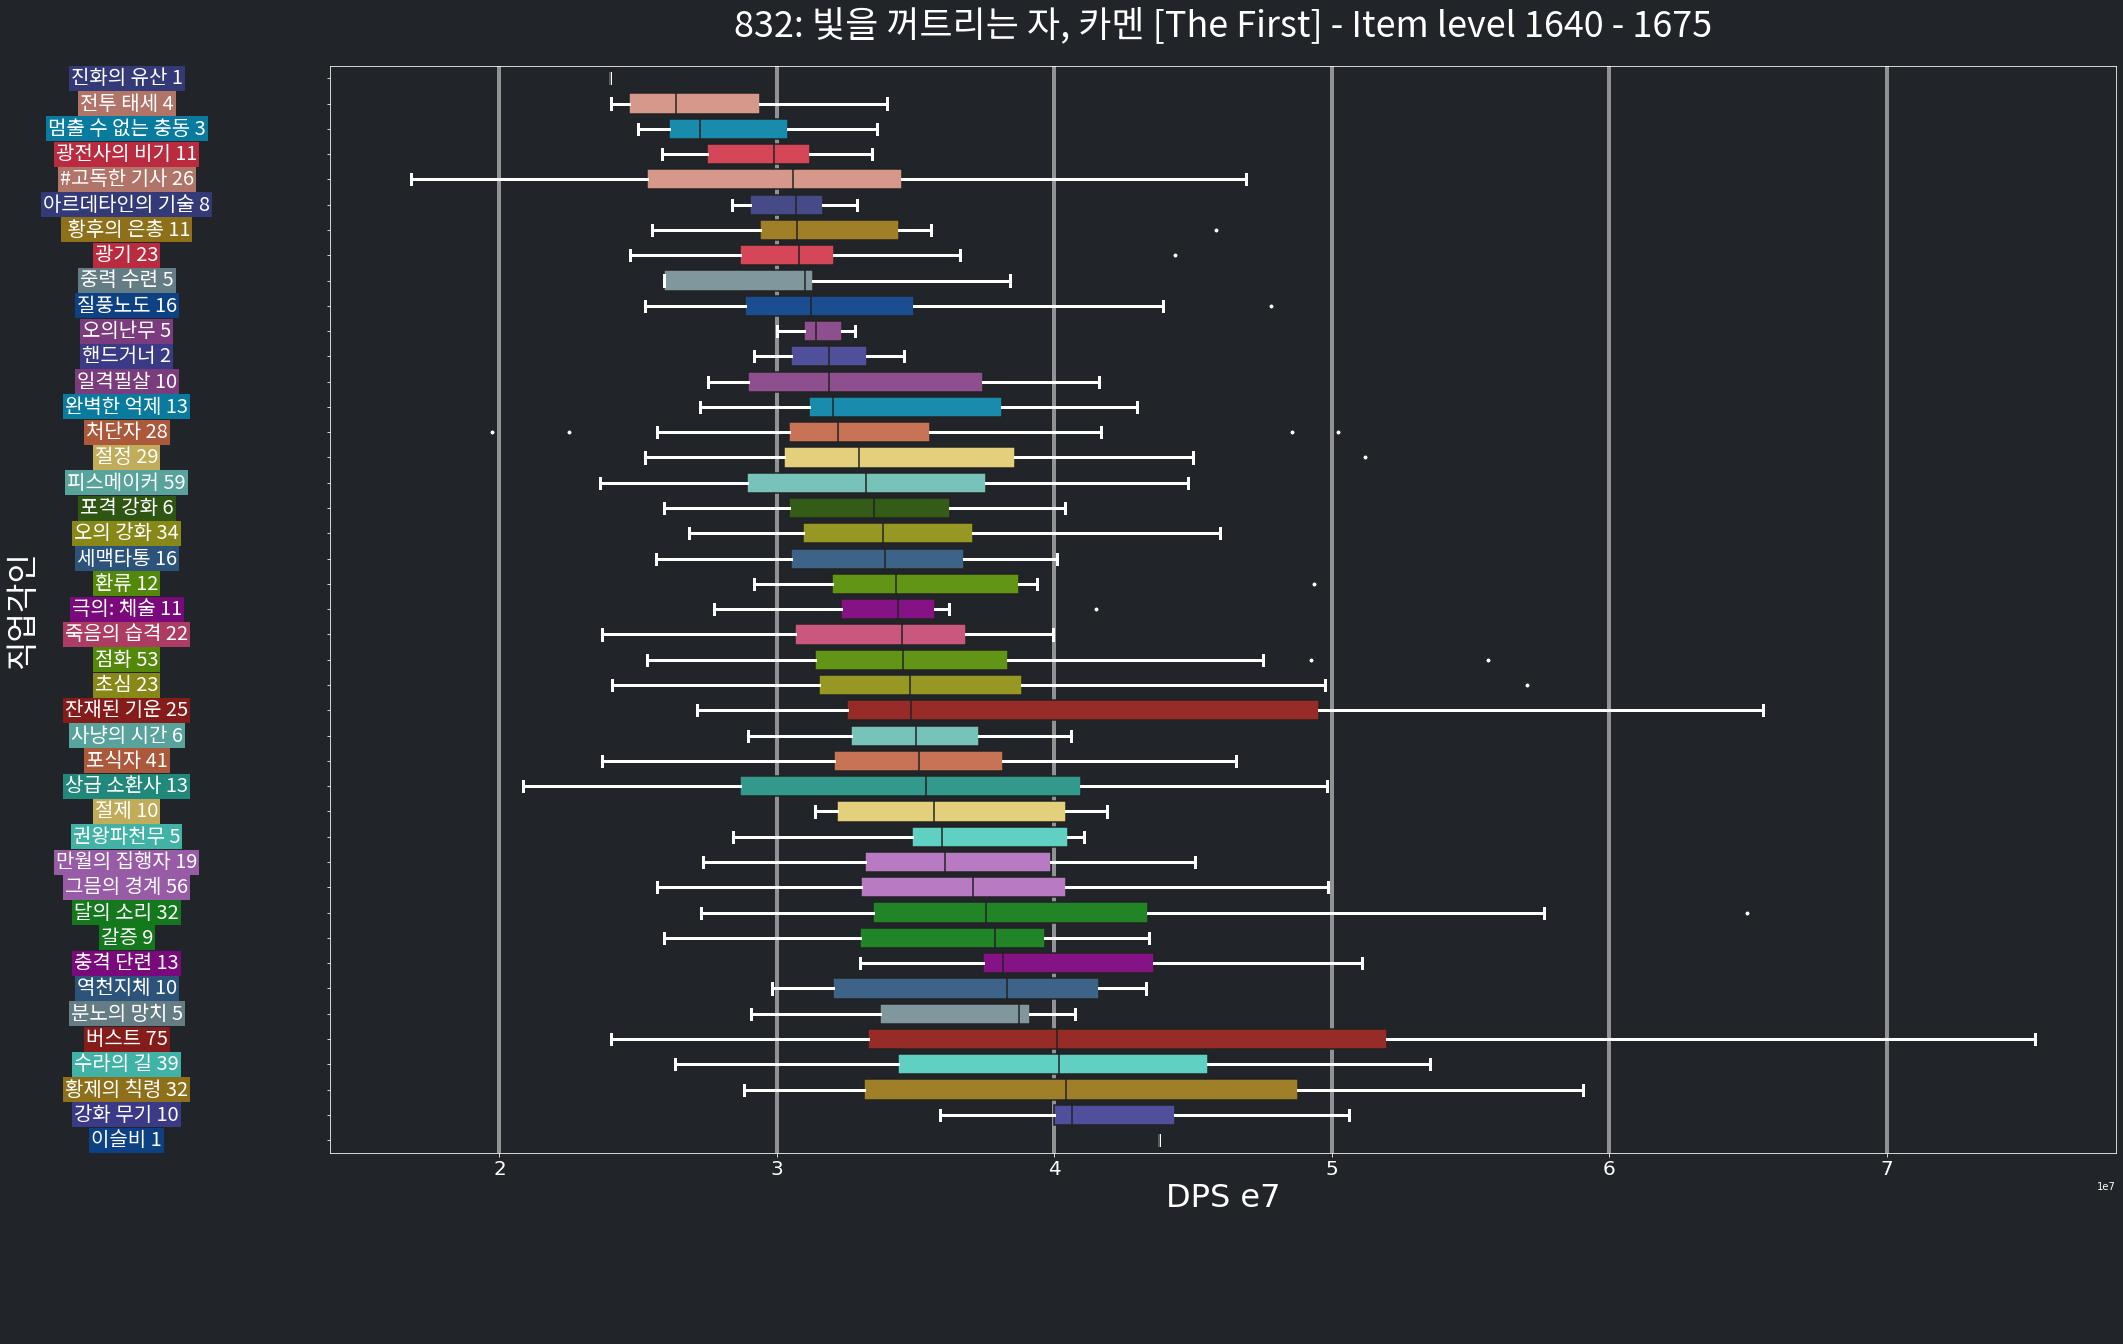 832: 빛을 꺼트리는 자, 카멘 [The First] - Item level 1640 - 1675
직업각인
진화의 유산 1
전투 태세 4
멈출 수 없는 충동 3
광전사의 비기 11
#고독한 기사 26
아르데타인의 기술 8
황후의 은총 11
광기 23
중력 수련 5
질풍노도 16
오의난무 5
핸드거너 2
일격필살 10
완벽한 억제 13
처단자 28
절정 29
피스메이커 59
포격 강화 6
오의 강화 34
세맥타통 16
환류 12
극의: 체술 11
죽음의 습격 22
점화 53
초심 23
잔재된 기운 25
사냥의 시간 6
포식자 41
상급 소환사 13
절제 10
권왕파천무 5
만월의 집행자 19
그믐의 경계 56
달의 소리 32
갈증 9
충격 단련 13
역천지체 10
분노의 망치 5
버스트 75
수라의 길 39
황제의 칙령 32
강화 무기 10
이슬비 1
2 3 4 5 6 7
1e7
DPS e7